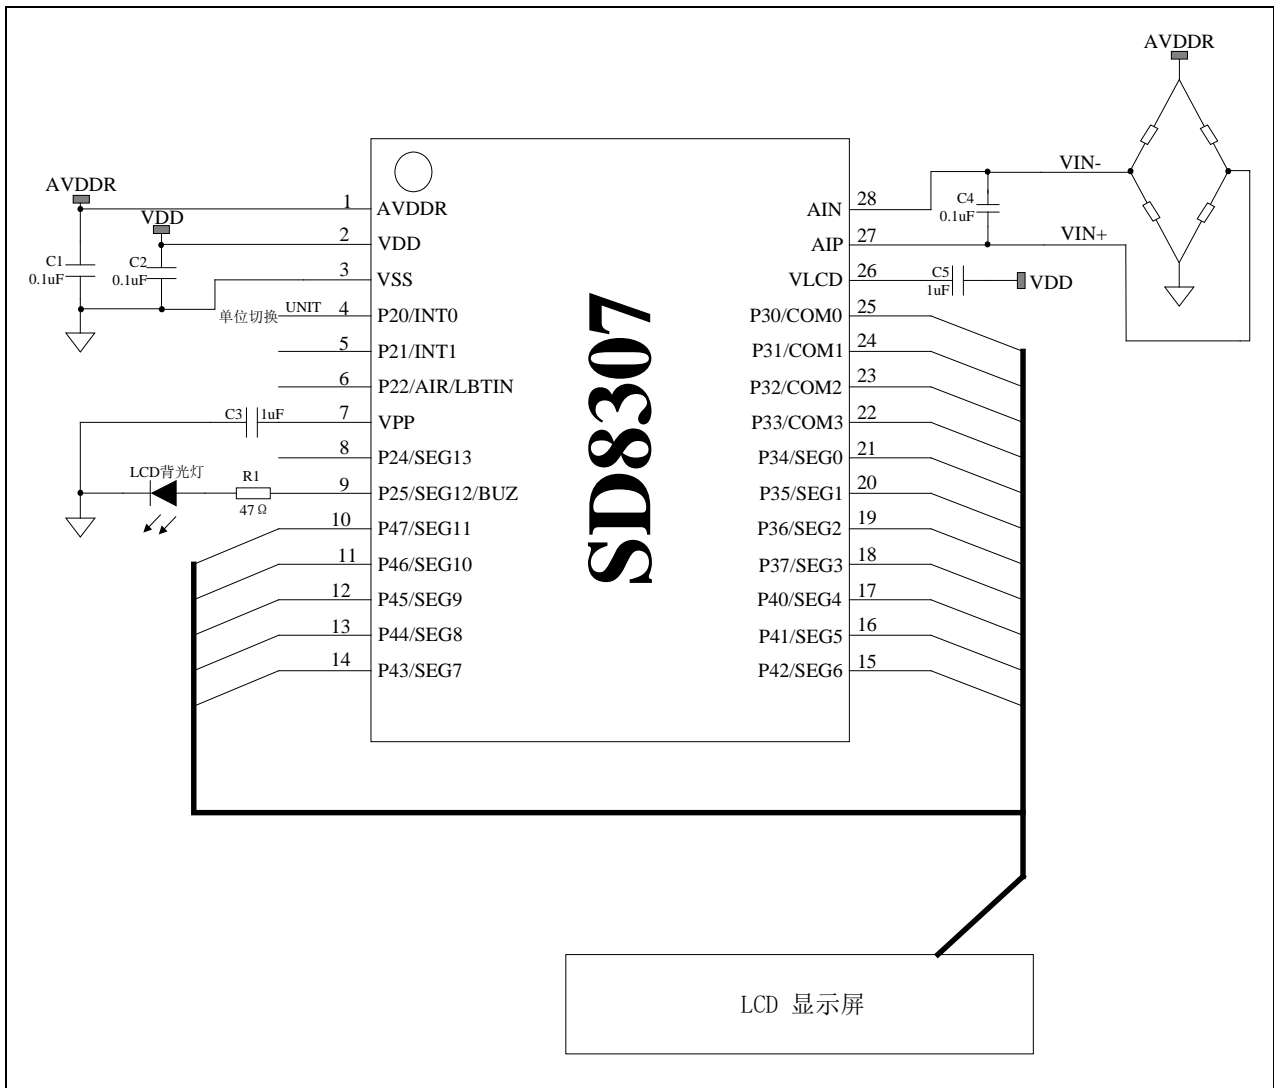 AVDDR
AVDDR
VDD
C1
0.1uF
C2
0.1uF
单位切换
UNIT
C3
1uF
LCD背光灯
R1
47Ω
1
AVDDR
2
VDD
3
VSS
4
P20/INT0
5
P21/INT1
6
P22/AIR/LBTIN
7
VPP
8
P24/SEG13
9
P25/SEG12/BUZ
10
P47/SEG11
11
P46/SEG10
12
P45/SEG9
13
P44/SEG8
14
P43/SEG7
SD8307
AIN
28
AIP
27
VLCD
26
P30/COM0
25
P31/COM1
24
P32/COM2
23
P33/COM3
22
P34/SEG0
21
P35/SEG1
20
P36/SEG2
19
P37/SEG3
18
P40/SEG4
17
P41/SEG5
16
P42/SEG6
15
C4
0.1uF
VIN-
VIN+
C5
1uF
VDD
LCD 显示屏